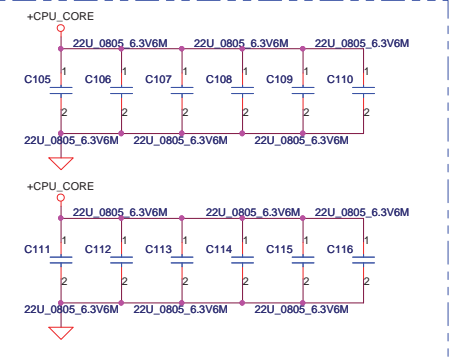 +CPU_CORE
22U_0805_6.3V6M 22U_0805_6.3V6M 22U_0805_6.3V6M
1 1 1 1 1 1
C105 C106 C107 C108 C109 C110
2 2 2 2 2 2
22U_0805_6.3V6M 22U_0805_6.3V6M 22U_0805_6.3V6M
+CPU_CORE
22U_0805_6.3V6M 22U_0805_6.3V6M 22U_0805_6.3V6M
1 1 1 1 1 1
C111 C112 C113 C114 C115 C116
2 2 2 2 2 2
22U_0805_6.3V6M 22U_0805_6.3V6M 22U_0805_6.3V6M